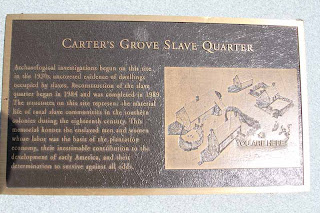 CARTER'S GROVE SLAVE QUARTER
Archaeological investigations began on this site
in the 1970s uncovered evidence of dwellings
occupied by slaves. Reconstruction of the slave
quarter began in 1984 and was completed in 1989.
The structures on this site represent the material
life of rural slave communities in the southern
colonies during the eighteenth century. This
memorial honors the enslaved men and women
whose labor was the basis of the plantation
economy, their inestimable contribution to the
development of early America, and their
determination to survive against all odds.
YOU ARE HERE